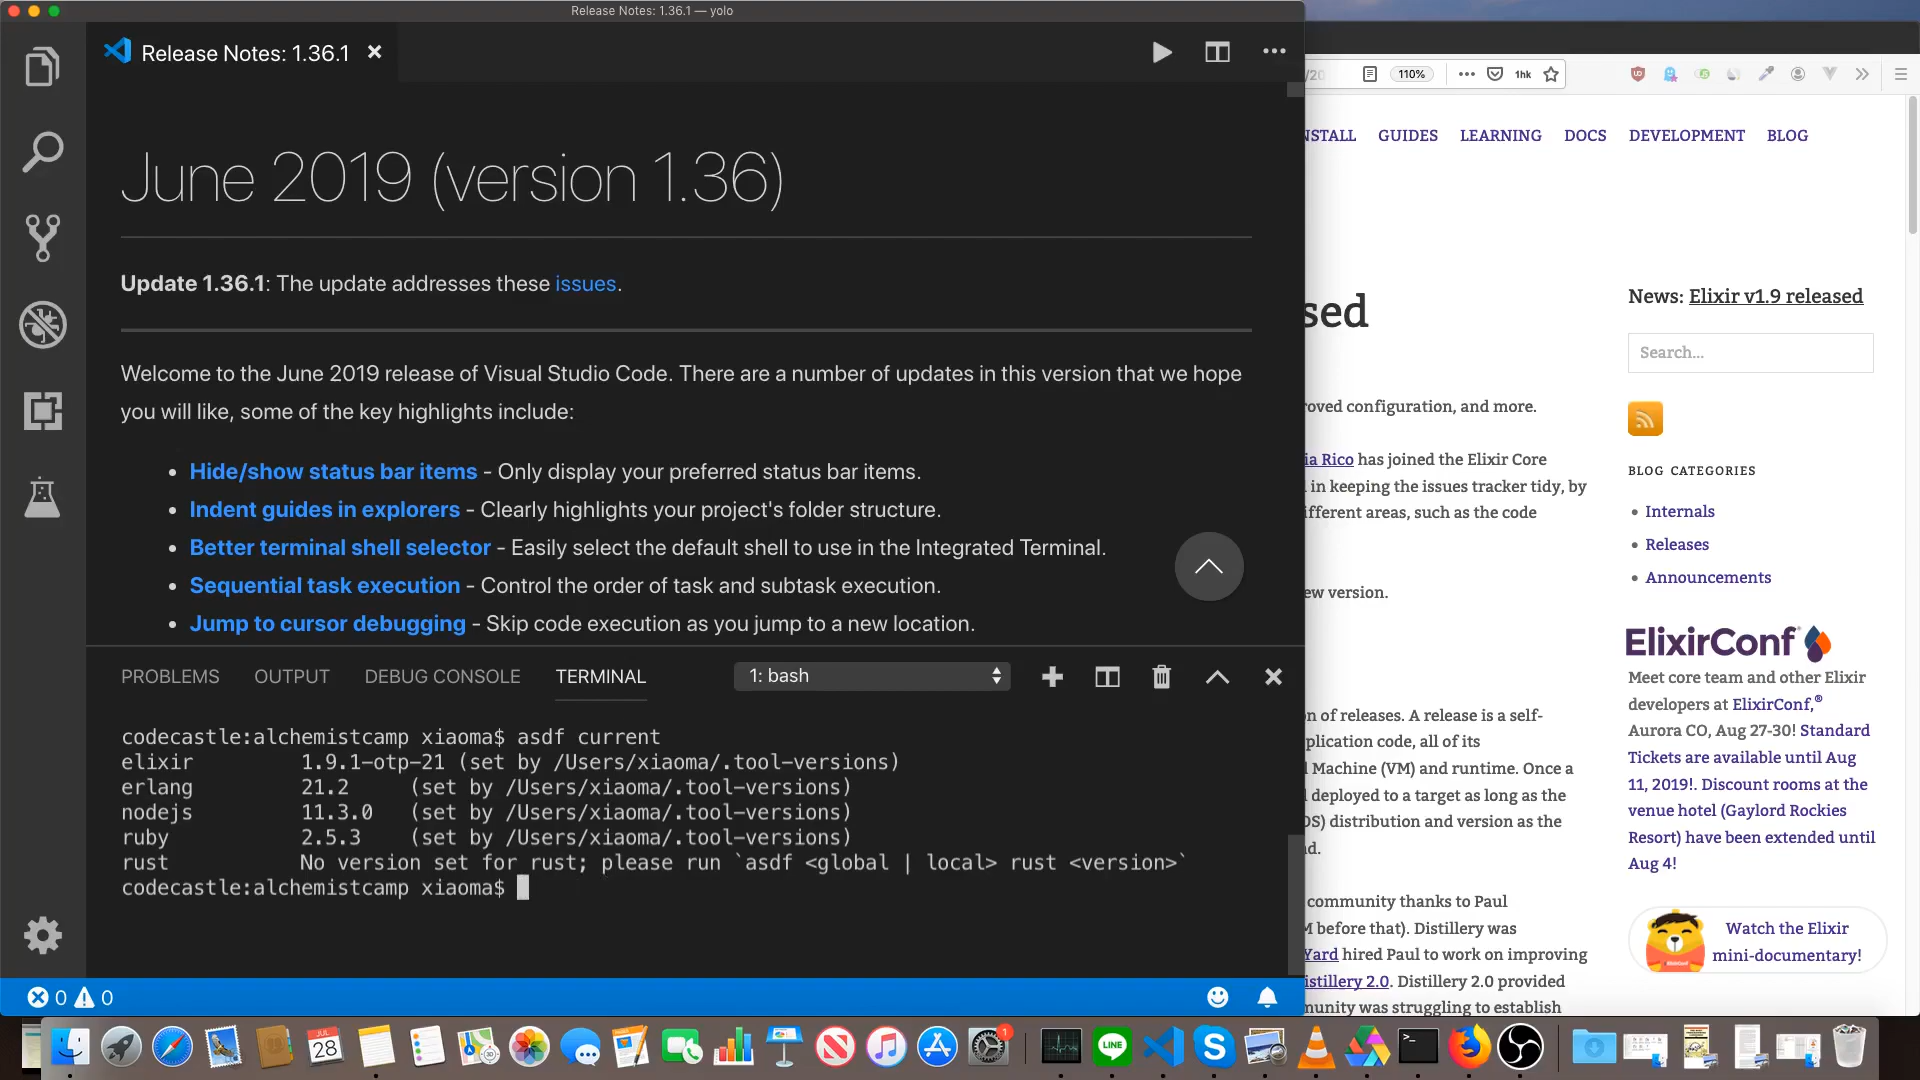 Release Notes: 1.36.1 — yolo
Release Notes: 1.36.1
June 2019 (version 1.36)
Update 1.36.1: The update addresses these issues.
Welcome to the June 2019 release of Visual Studio Code. There are a number of updates in this version that we hope
you will like, some of the key highlights include:
• Hide/show status bar items - Only display your preferred status bar items.
• Indent guides in explorers - Clearly highlights your project's folder structure.
• Better terminal shell selector - Easily select the default shell to use in the Integrated Terminal.
• Sequential task execution - Control the order of task and subtask execution.
• Jump to cursor debugging - Skip code execution as you jump to a new location.
PROBLEMS OUTPUT DEBUG CONSOLE TERMINAL 1: bash
codecastle:alchemistcamp xiaoma$ asdf current
elixir 1.9.1-otp-21 (set by /Users/xiaoma/.tool-versions)
erlang 21.2 (set by /Users/xiaoma/.tool-versions)
nodejs 11.3.0 (set by /Users/xiaoma/.tool-versions)
ruby 2.5.3 (set by /Users/xiaoma/.tool-versions)
rust No version set for rust; please run `asdf <global | local> rust <version>`
codecastle:alchemistcamp xiaoma$
0 0
/20 110% 1hk
NSTALL GUIDES LEARNING DOCS DEVELOPMENT BLOG
sed
roved configuration, and more.
ia Rico has joined the Elixir Core
in keeping the issues tracker tidy, by
ifferent areas, such as the code
ew version.
n of releases. A release is a self-
plication code, all of its
Machine (VM) and runtime. Once a
deployed to a target as long as the
OS) distribution and version as the
d.
community thanks to Paul
M before that). Distillery was
Yard hired Paul to work on improving
istillery 2.0. Distillery 2.0 provided
munity was struggling to establish
News: Elixir v1.9 released
Search...
BLOG CATEGORIES
• Internals
• Releases
• Announcements
ElixirConf
Meet core team and other Elixir
developers at ElixirConf,®
Aurora CO, Aug 27-30! Standard
Tickets are available until Aug
11, 2019!. Discount rooms at the
venue hotel (Gaylord Rockies
Resort) have been extended until
Aug 4!
Watch the Elixir
mini-documentary!
JUL
28
1
LINE